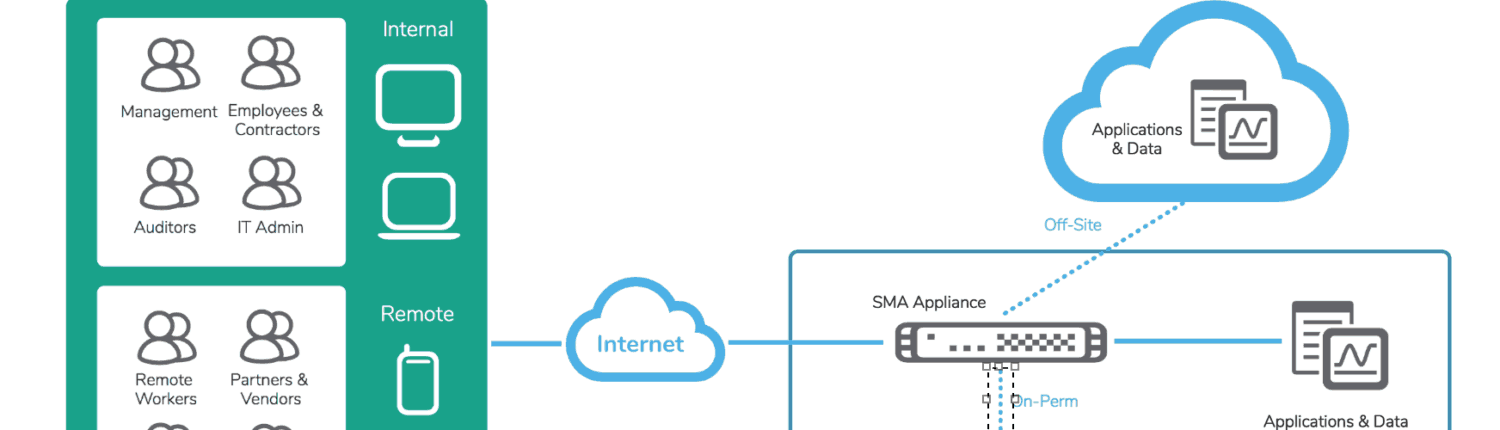 Internal
Management
Employees &
Contractors
Auditors
IT Admin
Remote
Remote
Workers
Partners &
Vendors
Internet
Applications
& Data
Off-Site
SMA Appliance
On-Perm
Applications & Data